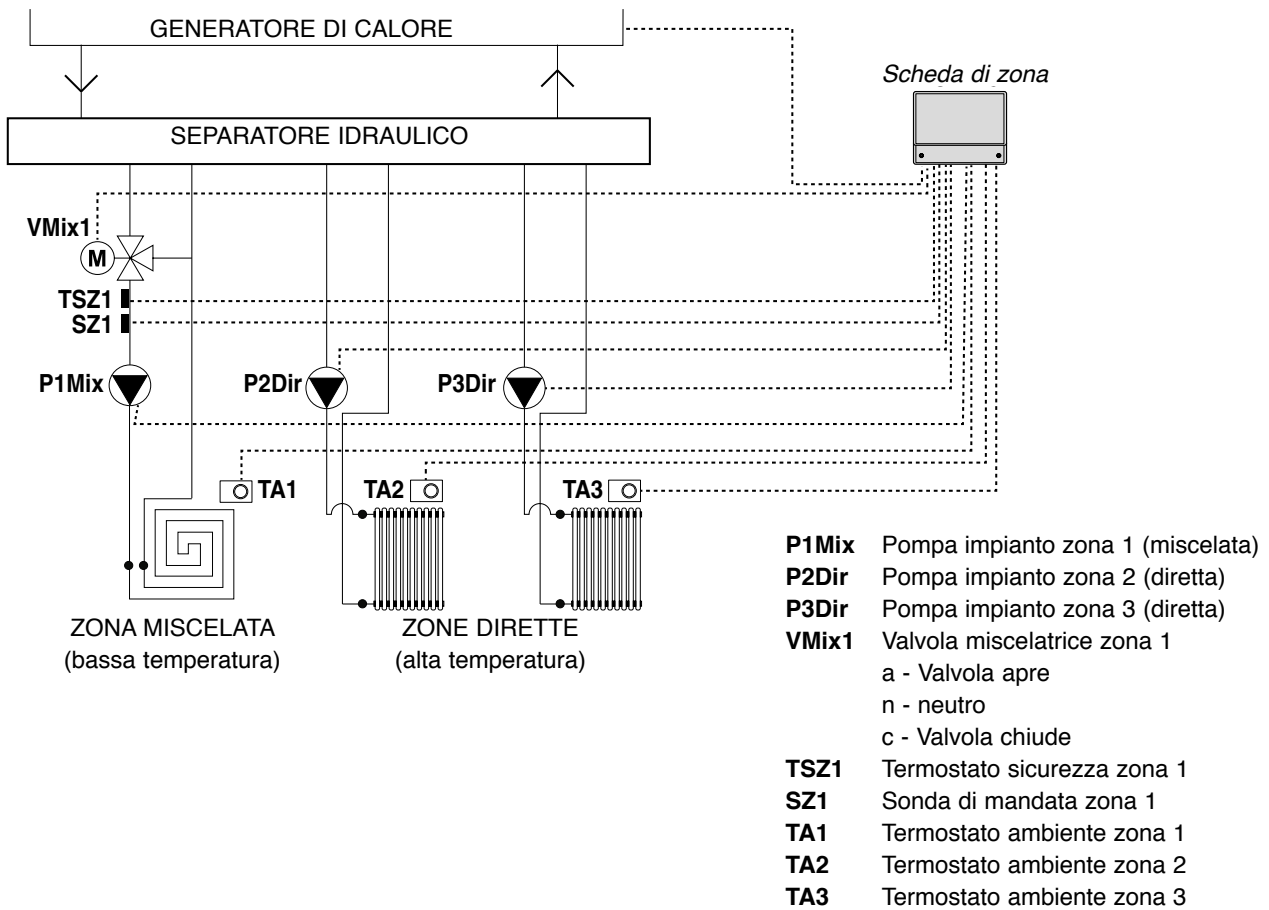 GENERATORE DI CALORE
Scheda di zona
SEPARATORE IDRAULICO
VMix1
M
TSZ1
SZ1
P1Mix
P2Dir
P3Dir
TA1
TA2
TA3
ZONA MISCELATA
(bassa temperatura)
ZONE DIRETTE
(alta temperatura)
P1Mix Pompa impianto zona 1 (miscelata)
P2Dir Pompa impianto zona 2 (diretta)
P3Dir Pompa impianto zona 3 (diretta)
VMix1 Valvola miscelatrice zona 1
a - Valvola apre
n - neutro
c - Valvola chiude
TSZ1 Termostato sicurezza zona 1
SZ1 Sonda di mandata zona 1
TA1 Termostato ambiente zona 1
TA2 Termostato ambiente zona 2
TA3 Termostato ambiente zona 3